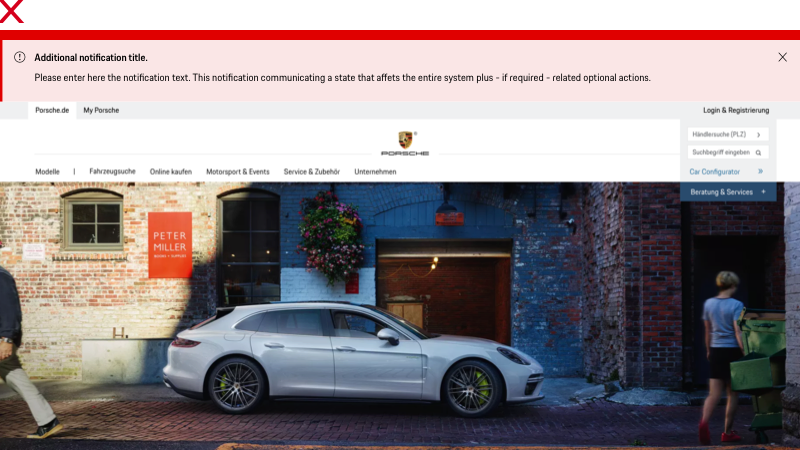 Additional notification title.
Please enter here the notification text. This notification communicating a state that affets the entire system plus - if required - related optional actions.
Porsche.de
My Porsche
Login & Registrierung
PORSCHE
Händlersuche (PLZ)
Suchbegriff eingeben
Modelle
Fahrzeugsuche
Online kaufen
Motorsport & Events
Service & Zubehör
Unternehmen
Car Configurator
Beratung & Services +
PETER
MILLER
BOOKS + SUPPLIES
H